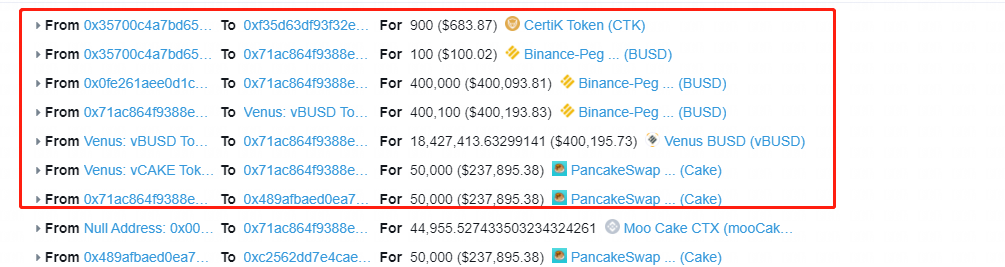 From 0x35700c4a7bd65... To 0xf35d63df93f32e... For 900 ($683.87) CertiK Token (CTK)
From 0x35700c4a7bd65... To 0x71ac864f9388e... For 100 ($100.02) Binance-Peg ... (BUSD)
From 0x0fe261aee0d1c... To 0x71ac864f9388e... For 400,000 ($400,093.81) Binance-Peg ... (BUSD)
From 0x71ac864f9388e... To Venus: vBUSD To... For 400,100 ($400,193.83) Binance-Peg ... (BUSD)
From Venus: vBUSD To... To 0x71ac864f9388e... For 18,427,413.63299141 ($400,195.73) Venus BUSD (vBUSD)
From Venus: vCAKE Tok... To 0x71ac864f9388e... For 50,000 ($237,895.38) PancakeSwap ... (Cake)
From 0x71ac864f9388e... To 0x489afbaed0ea7... For 50,000 ($237,895.38) PancakeSwap ... (Cake)
From Null Address: 0x00... To 0x71ac864f9388e... For 44,955.527433503234324261 Moo Cake CTX (mooCak...
From 0x489afbaed0ea7... To 0xc2562dd7e4cae... For 50,000 ($237,895.38) PancakeSwap ... (Cake)